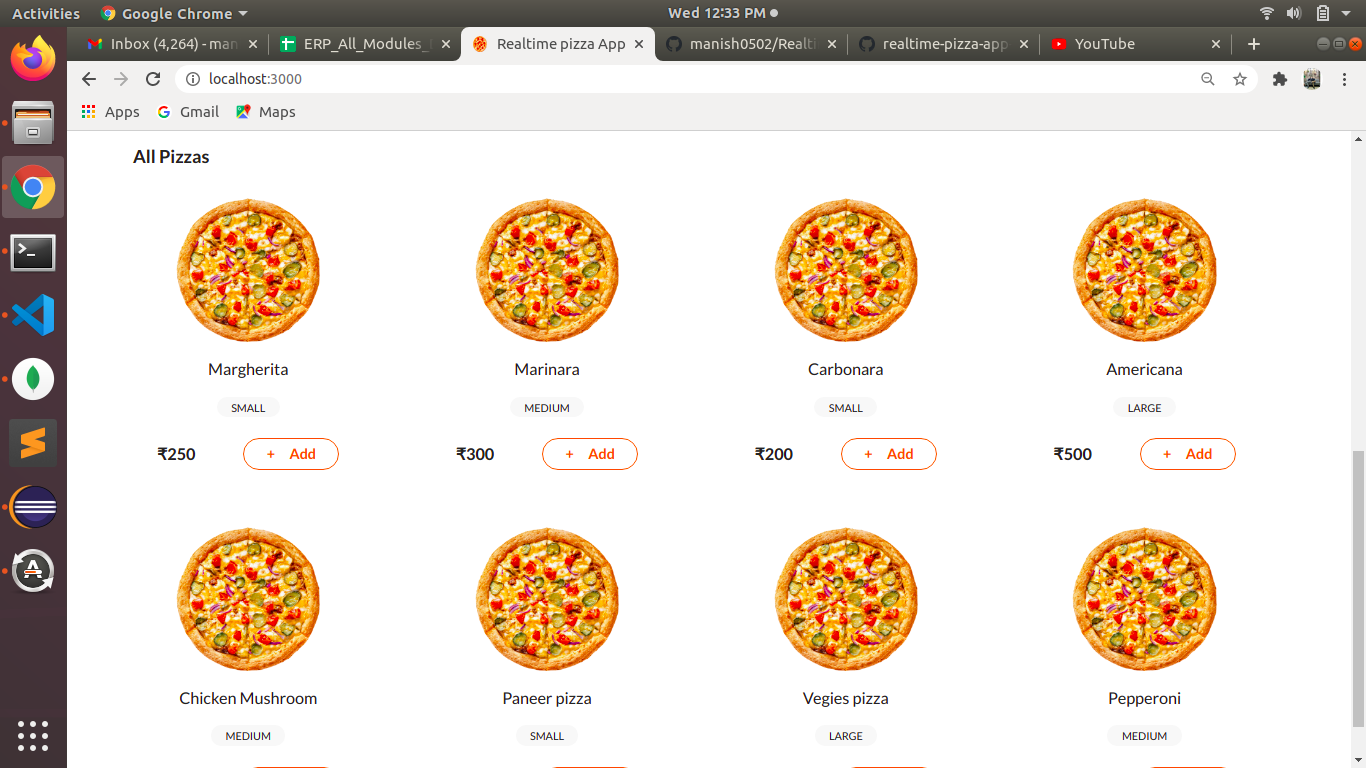 Activities Google Chrome Wed 12:33 PM
Inbox (4,264) - man ERP_All_Modules_ Realtime pizza App manish0502/Realti realtime-pizza-app YouTube
localhost:3000
Apps Gmail Maps
All Pizzas
Margherita Marinara Carbonara Americana
SMALL MEDIUM SMALL LARGE
₹250 + Add ₹300 + Add ₹200 + Add ₹500 + Add
Chicken Mushroom Paneer pizza Vegies pizza Pepperoni
MEDIUM SMALL LARGE MEDIUM